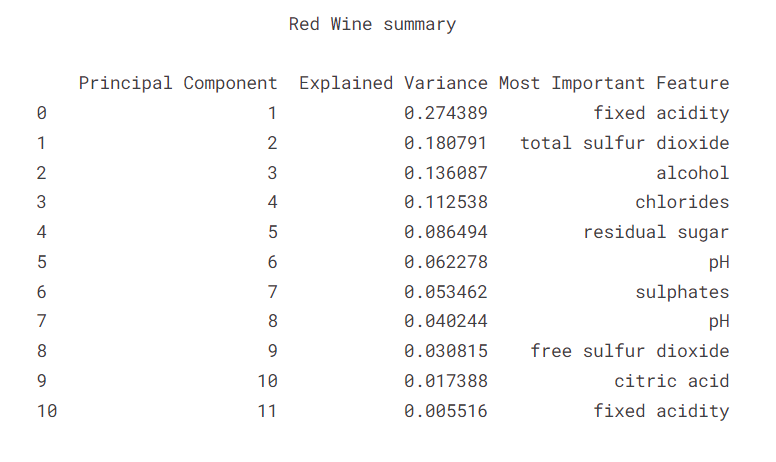 Red Wine summary
Principal Component Explained Variance Most Important Feature
0 1 0.274389 fixed acidity
1 2 0.180791 total sulfur dioxide
2 3 0.136087 alcohol
3 4 0.112538 chlorides
4 5 0.086494 residual sugar
5 6 0.062278 pH
6 7 0.053462 sulphates
7 8 0.040244 pH
8 9 0.030815 free sulfur dioxide
9 10 0.017388 citric acid
10 11 0.005516 fixed acidity